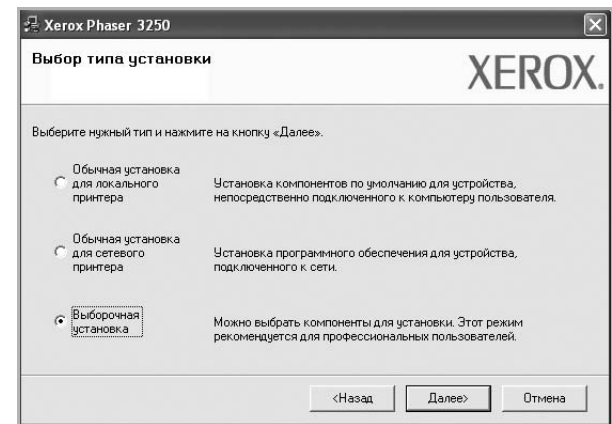 Xerox Phaser 3250
Выбор типа установки
XEROX.
Выберите нужный тип и нажмите на кнопку «Далее».
Обычная установка
для локального
принтера
Установка компонентов по умолчанию для устройства,
непосредственно подключенного к компьютеру пользователя.
Обычная установка
для сетевого
принтера
Установка программного обеспечения для устройства,
подключенного к сети.
Выборочная
установка
Можно выбрать компоненты для установки. Этот режим
рекомендуется для профессиональных пользователей.
<Назад
Далее>
Отмена